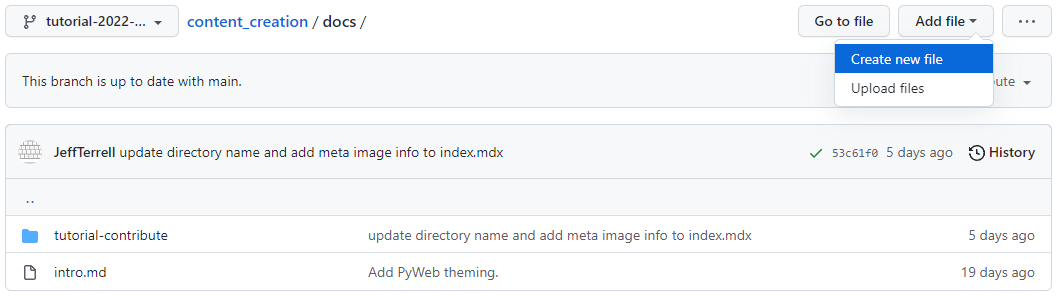 tutorial-2022-... content_creation / docs / Go to file Add file ...
Create new file
This branch is up to date with main. ute
Upload files
JeffTerrell update directory name and add meta image info to index.mdx 53c61f0 5 days ago History
..
tutorial-contribute update directory name and add meta image info to index.mdx 5 days ago
intro.md Add PyWeb theming. 19 days ago